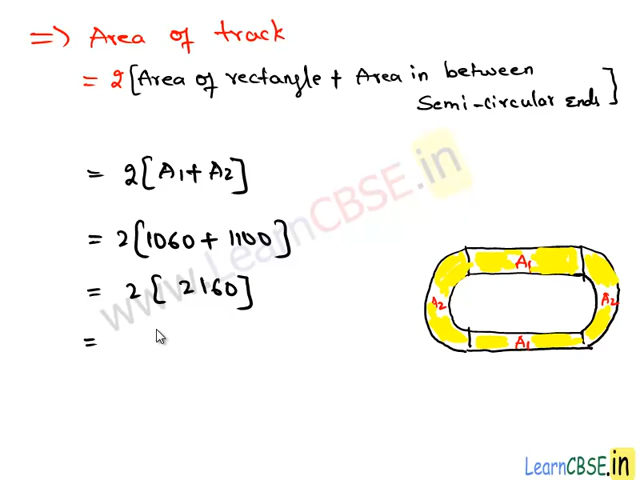 => Area of track
= 2[Area of rectangle + Area in between
Semi-circular ends]
= 2[A1 + A2]
= 2[1060 + 1100]
= 2[2160]
=
A1
A2
A2
A1
www.LearnCBSE.in
LearnCBSE.in